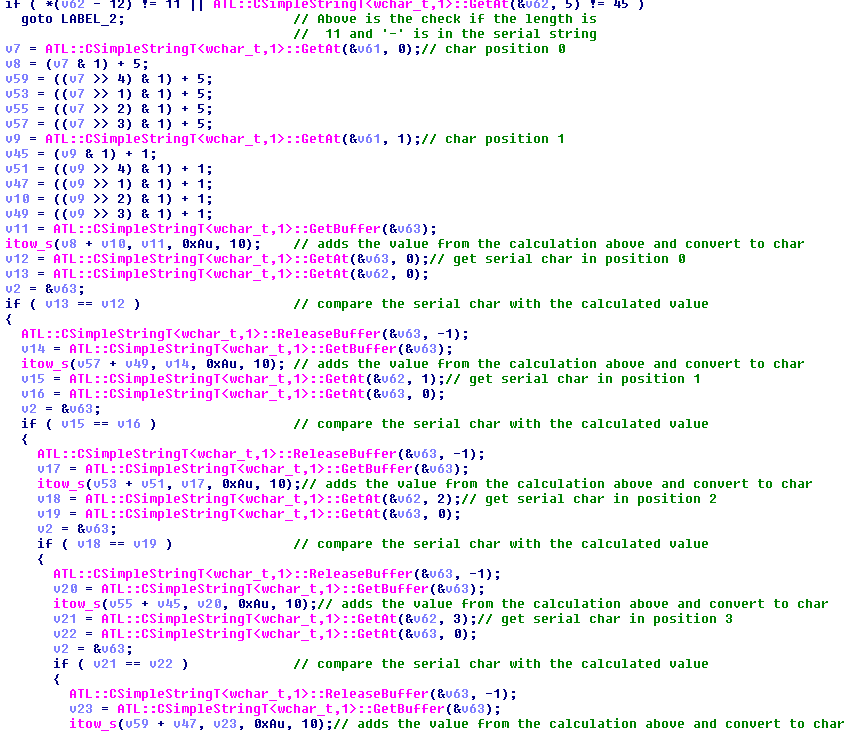 if ( *(v62 - 12) != 11 || ATL::CSimpleStringT<wchar_t,1>::GetAt(&v62, 5) != 45 )
goto LABEL_2; // Above is the check if the length is
// 11 and '-' is in the serial string
v7 = ATL::CSimpleStringT<wchar_t,1>::GetAt(&v61, 0);// char position 0
v8 = (v7 & 1) + 5;
v59 = ((v7 >> 4) & 1) + 5;
v53 = ((v7 >> 1) & 1) + 5;
v55 = ((v7 >> 2) & 1) + 5;
v57 = ((v7 >> 3) & 1) + 5;
v9 = ATL::CSimpleStringT<wchar_t,1>::GetAt(&v61, 1);// char position 1
v45 = (v9 & 1) + 1;
v51 = ((v9 >> 4) & 1) + 1;
v47 = ((v9 >> 1) & 1) + 1;
v10 = ((v9 >> 2) & 1) + 1;
v49 = ((v9 >> 3) & 1) + 1;
v11 = ATL::CSimpleStringT<wchar_t,1>::GetBuffer(&v63);
itow_s(v8 + v10, v11, 0xAu, 10); // adds the value from the calculation above and convert to char
v12 = ATL::CSimpleStringT<wchar_t,1>::GetAt(&v63, 0);// get serial char in position 0
v13 = ATL::CSimpleStringT<wchar_t,1>::GetAt(&v62, 0);
v2 = &v63;
if ( v13 == v12 ) // compare the serial char with the calculated value
{
ATL::CSimpleStringT<wchar_t,1>::ReleaseBuffer(&v63, -1);
v14 = ATL::CSimpleStringT<wchar_t,1>::GetBuffer(&v63);
itow_s(v57 + v49, v14, 0xAu, 10); // adds the value from the calculation above and convert to char
v15 = ATL::CSimpleStringT<wchar_t,1>::GetAt(&v62, 1);// get serial char in position 1
v16 = ATL::CSimpleStringT<wchar_t,1>::GetAt(&v63, 0);
v2 = &v63;
if ( v15 == v16 ) // compare the serial char with the calculated value
{
ATL::CSimpleStringT<wchar_t,1>::ReleaseBuffer(&v63, -1);
v17 = ATL::CSimpleStringT<wchar_t,1>::GetBuffer(&v63);
itow_s(v53 + v51, v17, 0xAu, 10);// adds the value from the calculation above and convert to char
v18 = ATL::CSimpleStringT<wchar_t,1>::GetAt(&v62, 2);// get serial char in position 2
v19 = ATL::CSimpleStringT<wchar_t,1>::GetAt(&v63, 0);
v2 = &v63;
if ( v18 == v19 ) // compare the serial char with the calculated value
{
ATL::CSimpleStringT<wchar_t,1>::ReleaseBuffer(&v63, -1);
v20 = ATL::CSimpleStringT<wchar_t,1>::GetBuffer(&v63);
itow_s(v55 + v45, v20, 0xAu, 10);// adds the value from the calculation above and convert to char
v21 = ATL::CSimpleStringT<wchar_t,1>::GetAt(&v62, 3);// get serial char in position 3
v22 = ATL::CSimpleStringT<wchar_t,1>::GetAt(&v63, 0);
v2 = &v63;
if ( v21 == v22 ) // compare the serial char with the calculated value
{
ATL::CSimpleStringT<wchar_t,1>::ReleaseBuffer(&v63, -1);
v23 = ATL::CSimpleStringT<wchar_t,1>::GetBuffer(&v63);
itow_s(v59 + v47, v23, 0xAu, 10);// adds the value from the calculation above and convert to char